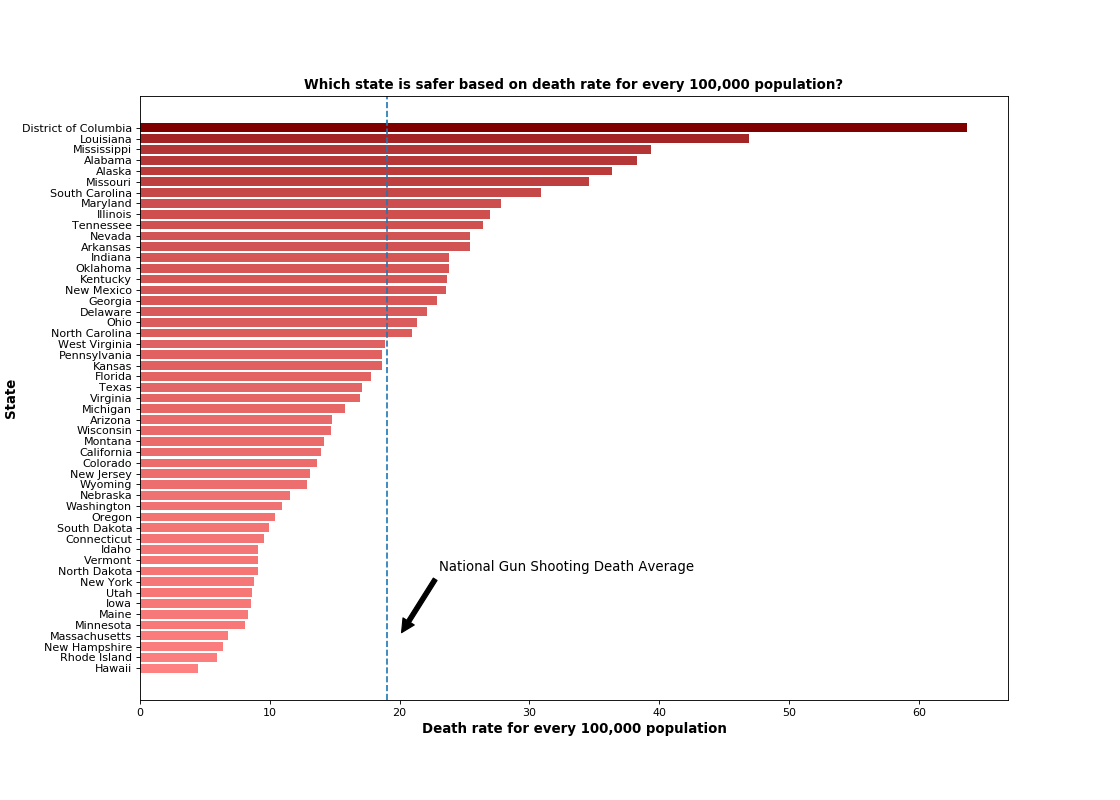 Which state is safer based on death rate for every 100,000 population?
District of Columbia
Louisiana
Mississippi
Alabama
Alaska
Missouri
South Carolina
Maryland
Illinois
Tennessee
Nevada
Arkansas
Indiana
Oklahoma
Kentucky
New Mexico
Georgia
Delaware
Ohio
North Carolina
West Virginia
Pennsylvania
Kansas
Florida
Texas
Virginia
Michigan
Arizona
Wisconsin
Montana
California
Colorado
New Jersey
Wyoming
Nebraska
Washington
Oregon
South Dakota
Connecticut
Idaho
Vermont
North Dakota
New York
Utah
Iowa
Maine
Minnesota
Massachusetts
New Hampshire
Rhode Island
Hawaii
State
National Gun Shooting Death Average
0 10 20 30 40 50 60
Death rate for every 100,000 population